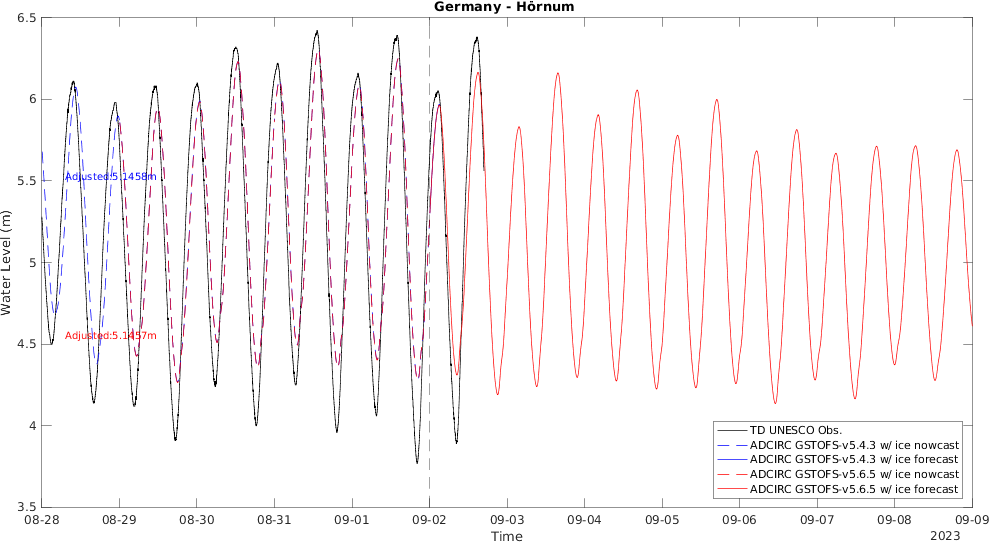 Germany - Hörnum
6.5
6
5.5
5
4.5
4
3.5
Water Level (m)
Adjusted:5.1458m
Adjusted:5.1457m
TD UNESCO Obs.
ADCIRC GSTOFS-v5.4.3 w/ ice nowcast
ADCIRC GSTOFS-v5.4.3 w/ ice forecast
ADCIRC GSTOFS-v5.6.5 w/ ice nowcast
ADCIRC GSTOFS-v5.6.5 w/ ice forecast
08-28 08-29 08-30 08-31 09-01 09-02 09-03 09-04 09-05 09-06 09-07 09-08 09-09
Time
2023